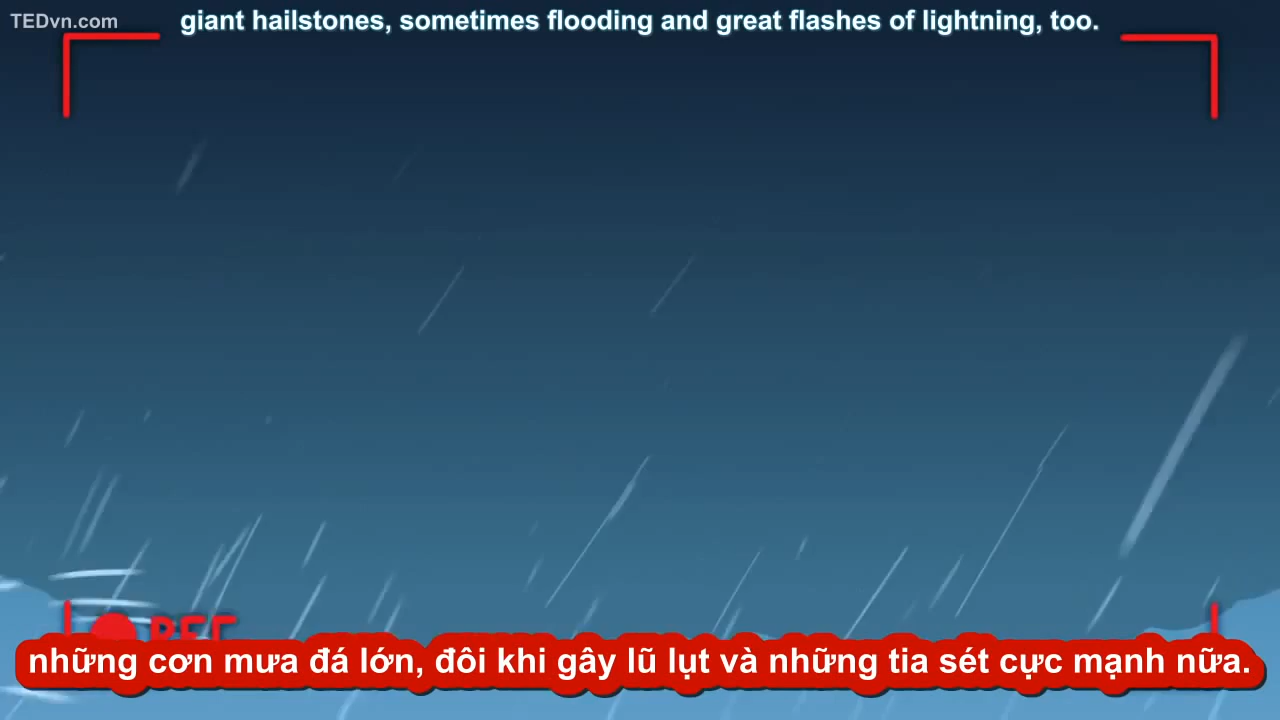 TEDvn.com
giant hailstones, sometimes flooding and great flashes of lightning, too.
REC
những cơn mưa đá lớn, đôi khi gây lũ lụt và những tia sét cực mạnh nữa.